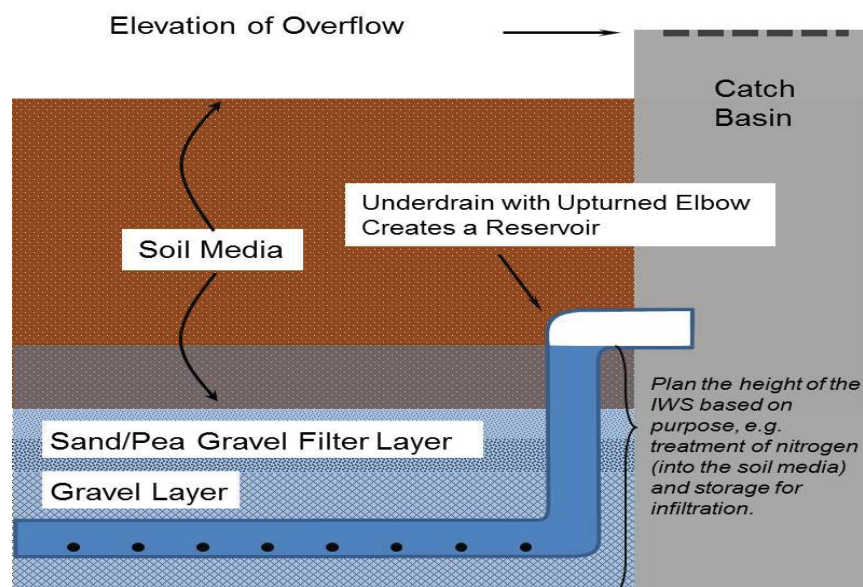 Elevation of Overflow
Catch
Basin
Underdrain with Upturned Elbow
Creates a Reservoir
Soil Media
Plan the height of the
IWS based on
purpose, e.g.
treatment of nitrogen
(into the soil media)
and storage for
infiltration.
Sand/Pea Gravel Filter Layer
Gravel Layer